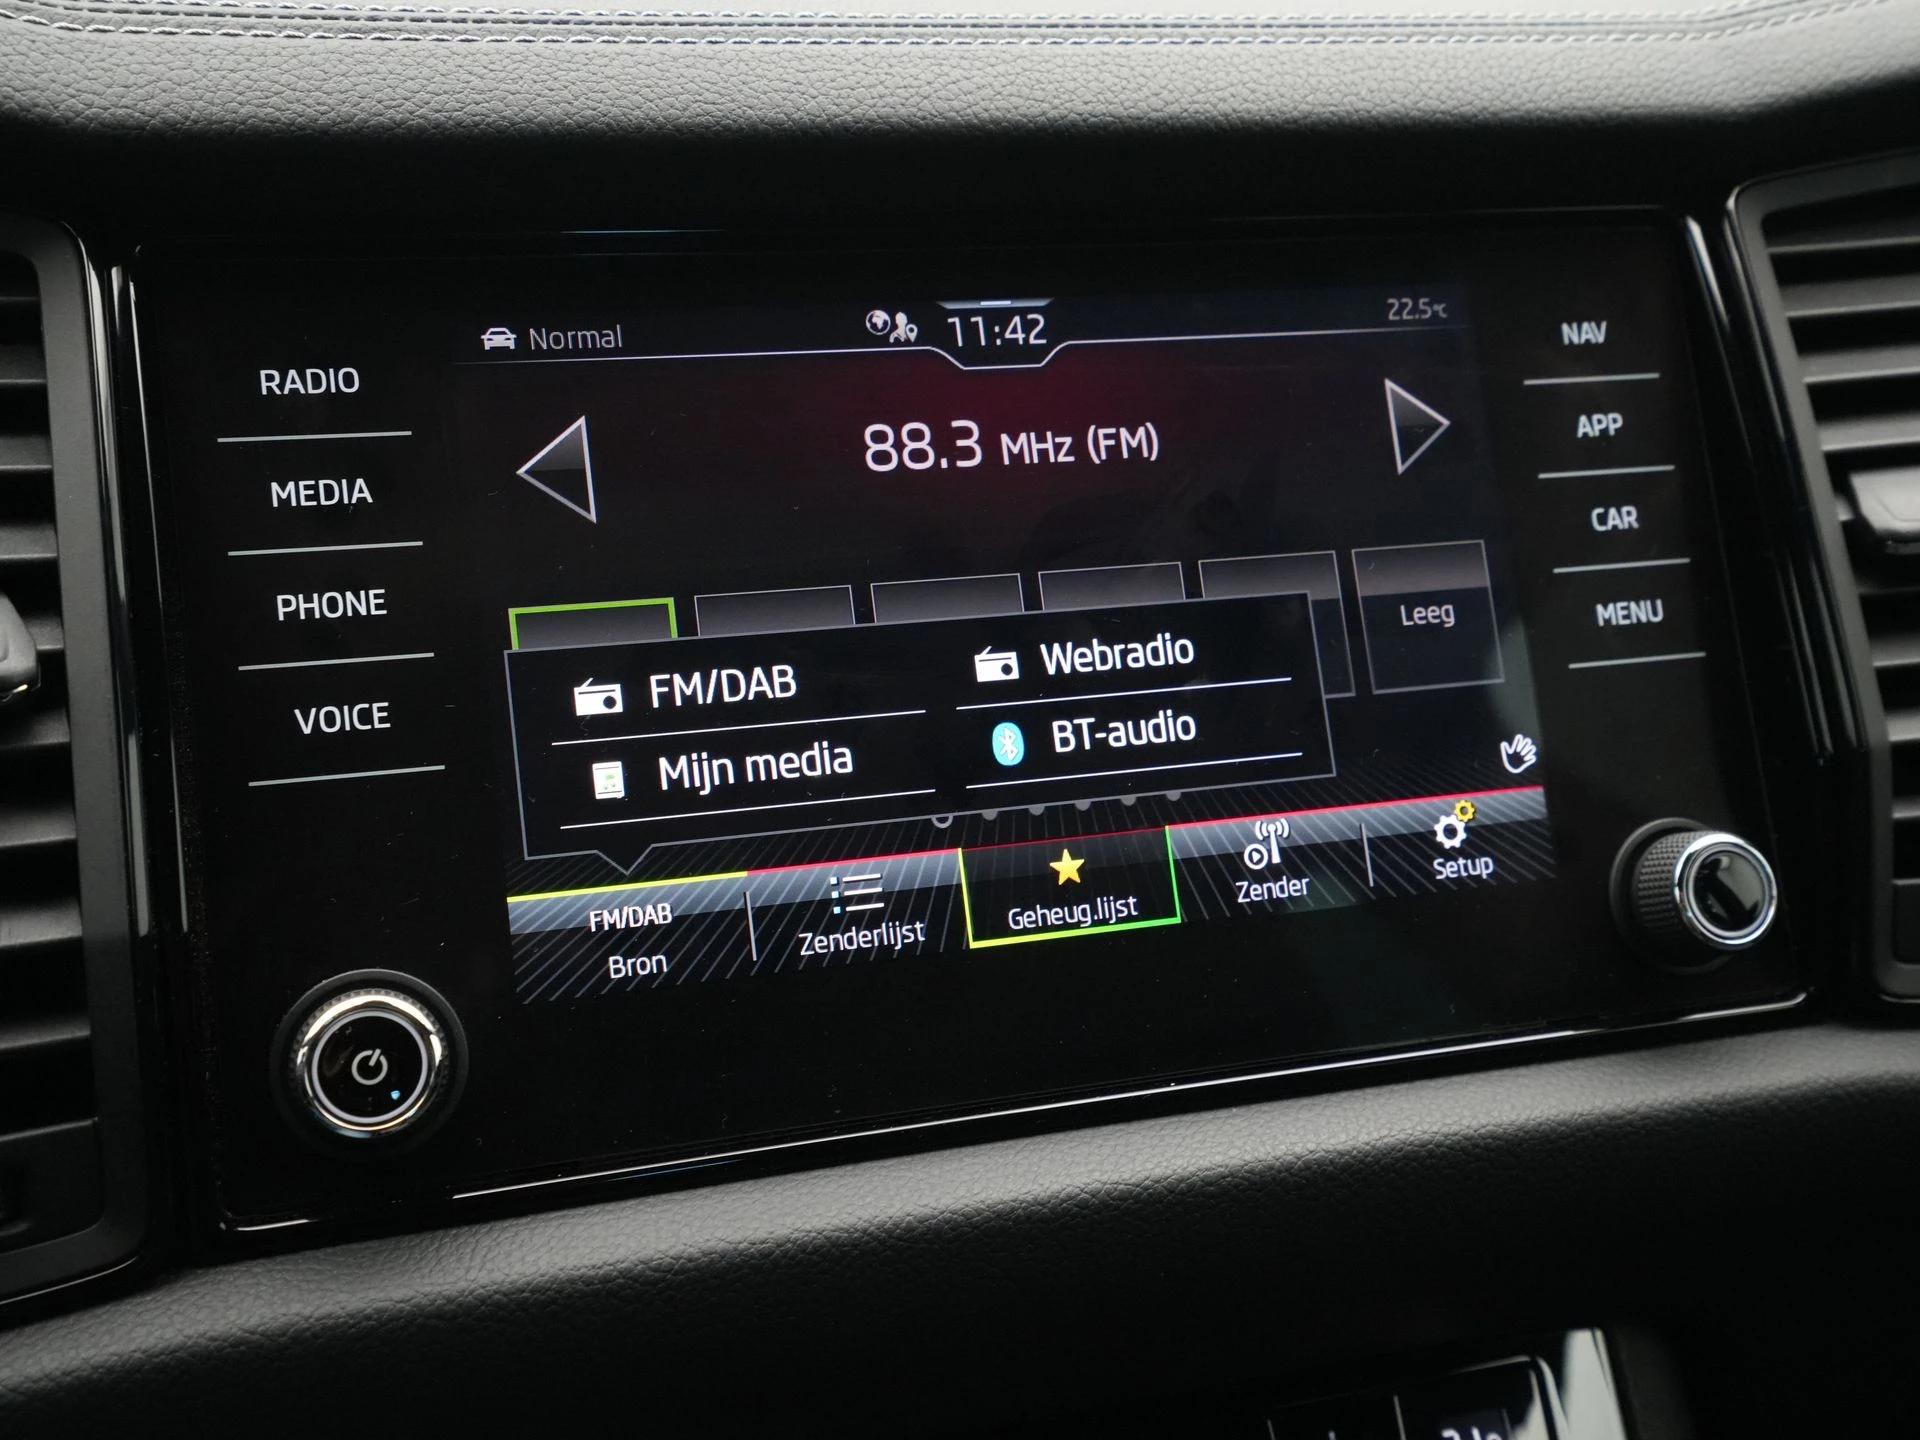 Normal
11:42
22.5°C
RADIO
MEDIA
PHONE
VOICE
88.3 MHz (FM)
NAV
APP
CAR
MENU
Leeg
FM/DAB
Webradio
Mijn media
BT-audio
FM/DAB
Bron
Zenderlijst
Geheug.lijst
Zender
Setup